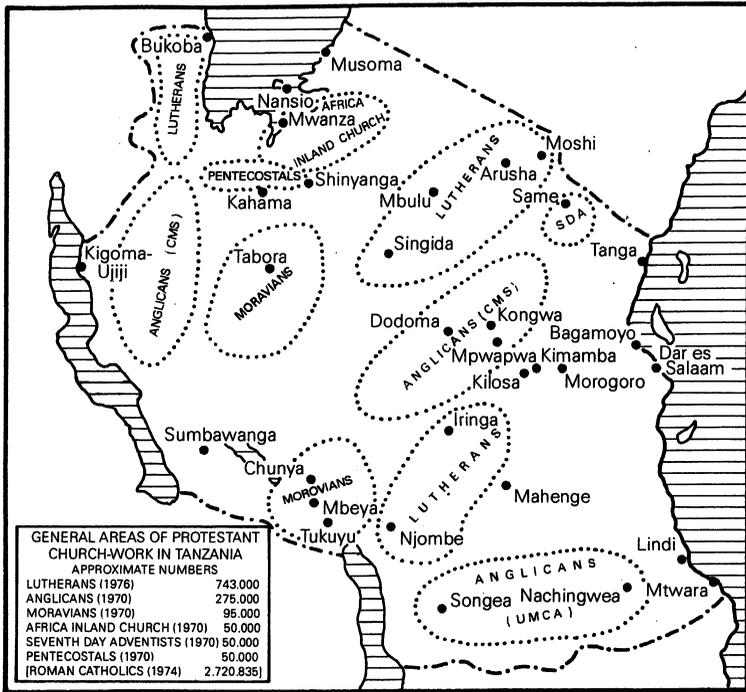 Bukoba
Musoma
LUTHERANS
Nansio
AFRICA
Mwanza
INLAND CHURCH
Moshi
PENTECOSTALS
Shinyanga
LUTHERANS
Arusha
Kahama
Mbulu
Same
SDA
Kigoma-
Ujiji
ANGLICANS (CMS)
Tabora
MORAVIANS
Singida
Tanga
Dodoma
ANGLICANS (CMS)
Kongwa
Bagamoyo
Mpwapwa
Kimamba
Dar es
Salaam
Kilosa
Morogoro
Iringa
Sumbawanga
Chunya
MOROVIANS
Mbeya
LUTHERANS
Mahenge
Tukuyu
Njombe
Lindi
ANGLICANS
Songea
Nachingwea
Mtwara
(UMCA)
GENERAL AREAS OF PROTESTANT
CHURCH-WORK IN TANZANIA
APPROXIMATE NUMBERS
LUTHERANS (1976) 743.000
ANGLICANS (1970) 275.000
MORAVIANS (1970) 95.000
AFRICA INLAND CHURCH (1970) 50.000
SEVENTH DAY ADVENTISTS (1970) 50.000
PENTECOSTALS (1970) 50.000
[ROMAN CATHOLICS (1974) 2.720.835]